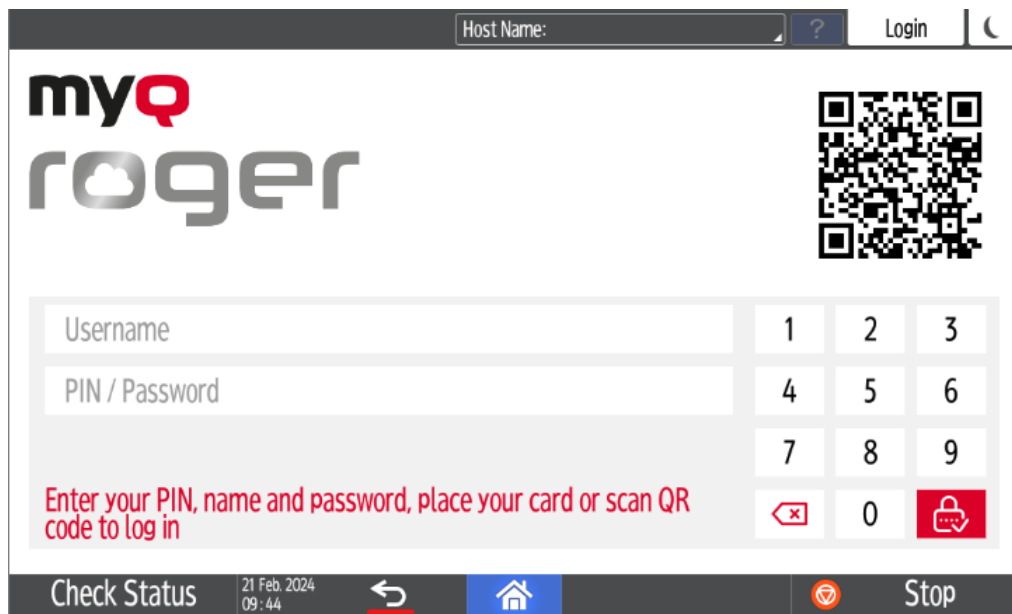 Host Name:
?
Login
myQ
roger
Username
PIN / Password
1 2 3
4 5 6
7 8 9
0
Enter your PIN, name and password, place your card or scan QR
code to log in
Check Status
21 Feb. 2024
09:44
Stop